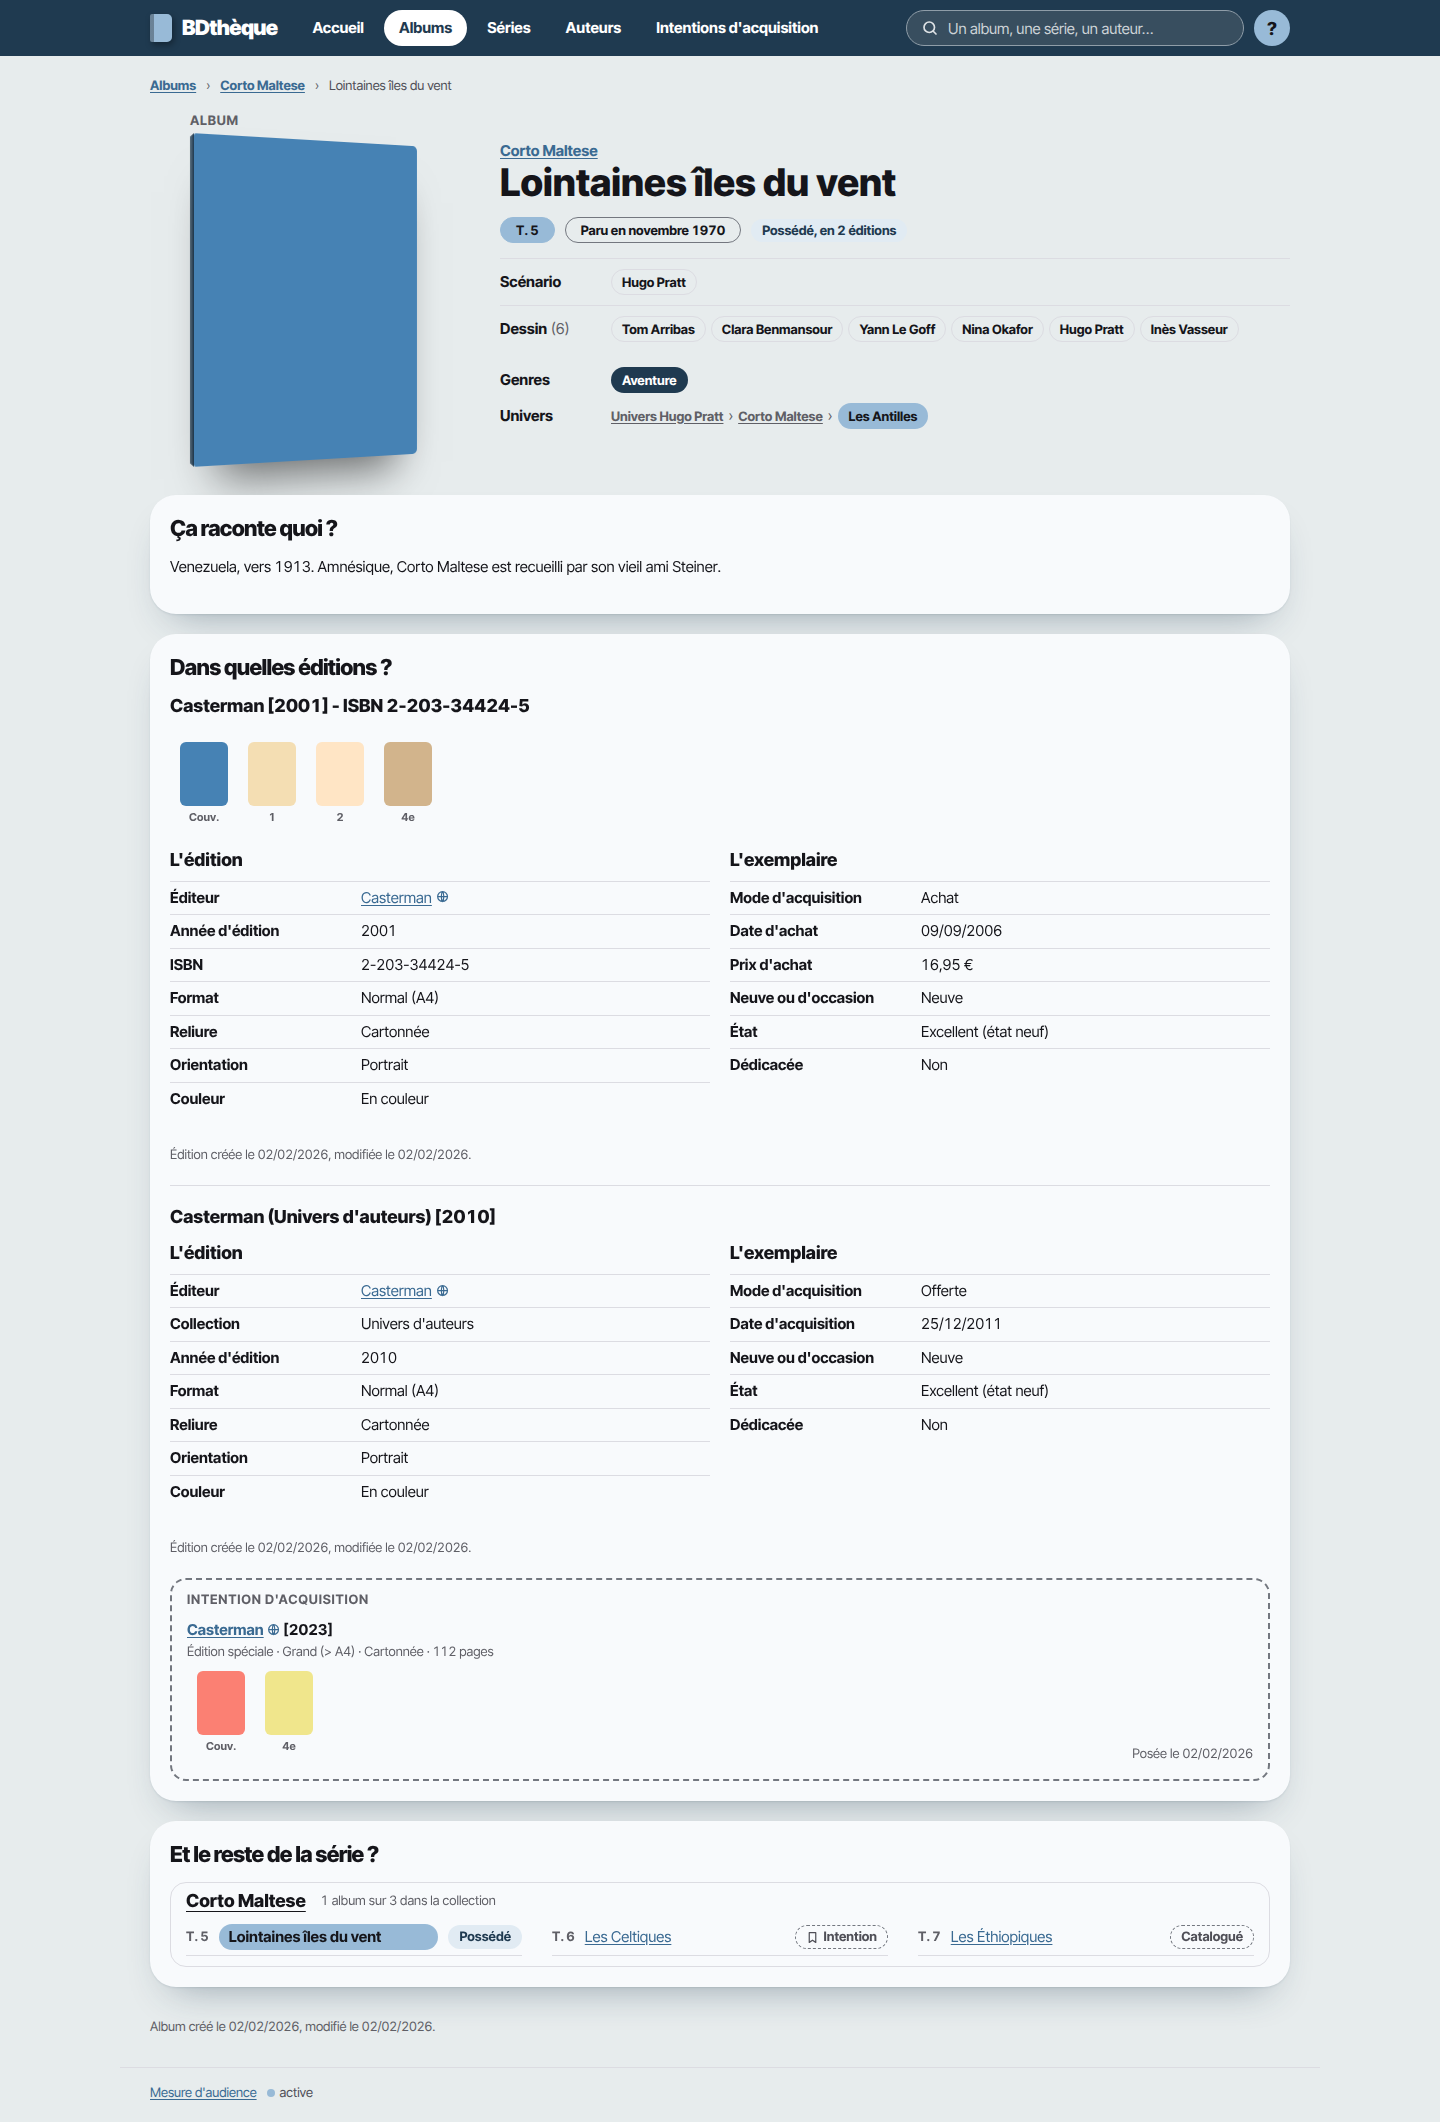 BDthèque Accueil Albums Séries Auteurs Intentions d'acquisition Un album, une série, un auteur... ?
Albums › Corto Maltese › Lointaines îles du vent
ALBUM
Corto Maltese
Lointaines îles du vent
T. 5 Paru en novembre 1970 Possédé, en 2 éditions
Scénario Hugo Pratt
Dessin (6) Tom Arribas Clara Benmansour Yann Le Goff Nina Okafor Hugo Pratt Inès Vasseur
Genres Aventure
Univers Univers Hugo Pratt › Corto Maltese › Les Antilles
Ça raconte quoi ?
Venezuela, vers 1913. Amnésique, Corto Maltese est recueilli par son vieil ami Steiner.
Dans quelles éditions ?
Casterman [2001] - ISBN 2-203-34424-5
Couv. 1 2 4e
L'édition
Éditeur Casterman
Année d'édition 2001
ISBN 2-203-34424-5
Format Normal (A4)
Reliure Cartonnée
Orientation Portrait
Couleur En couleur
L'exemplaire
Mode d'acquisition Achat
Date d'achat 09/09/2006
Prix d'achat 16,95 €
Neuve ou d'occasion Neuve
État Excellent (état neuf)
Dédicacée Non
Édition créée le 02/02/2026, modifiée le 02/02/2026.
Casterman (Univers d'auteurs) [2010]
L'édition
Éditeur Casterman
Collection Univers d'auteurs
Année d'édition 2010
Format Normal (A4)
Reliure Cartonnée
Orientation Portrait
Couleur En couleur
L'exemplaire
Mode d'acquisition Offerte
Date d'acquisition 25/12/2011
Neuve ou d'occasion Neuve
État Excellent (état neuf)
Dédicacée Non
Édition créée le 02/02/2026, modifiée le 02/02/2026.
INTENTION D'ACQUISITION
Casterman [2023]
Édition spéciale · Grand (> A4) · Cartonnée · 112 pages
Couv. 4e
Posée le 02/02/2026
Et le reste de la série ?
Corto Maltese 1 album sur 3 dans la collection
T. 5 Lointaines îles du vent Possédé T. 6 Les Celtiques Intention T. 7 Les Éthiopiques Catalogué
Album créé le 02/02/2026, modifié le 02/02/2026.
Mesure d'audience active